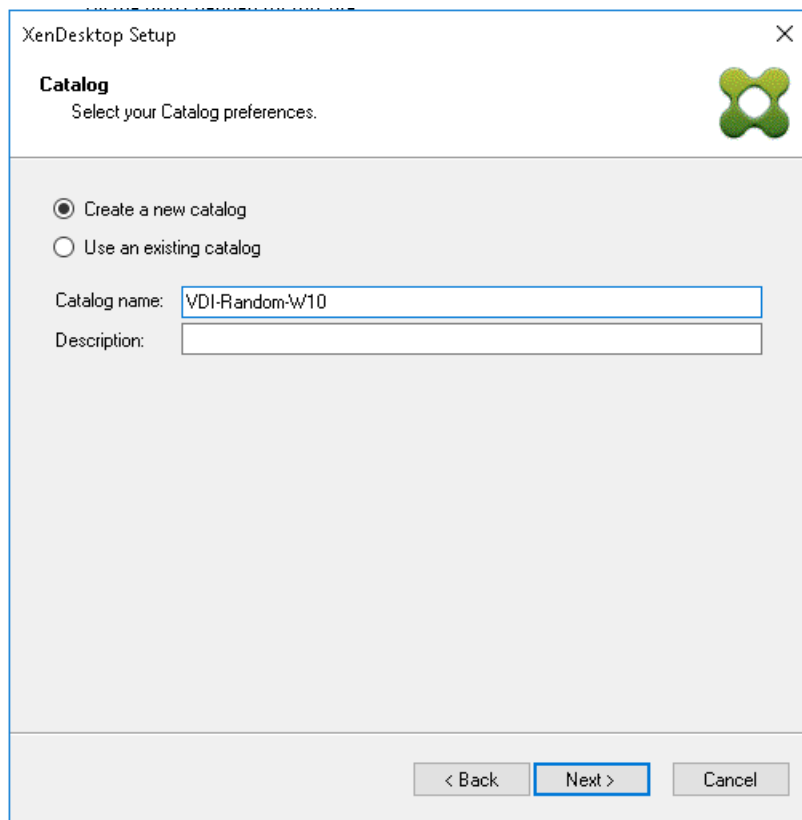 XenDesktop Setup
Catalog
Select your Catalog preferences.
Create a new catalog
Use an existing catalog
Catalog name: VDI-Random-W10
Description:
< Back Next > Cancel